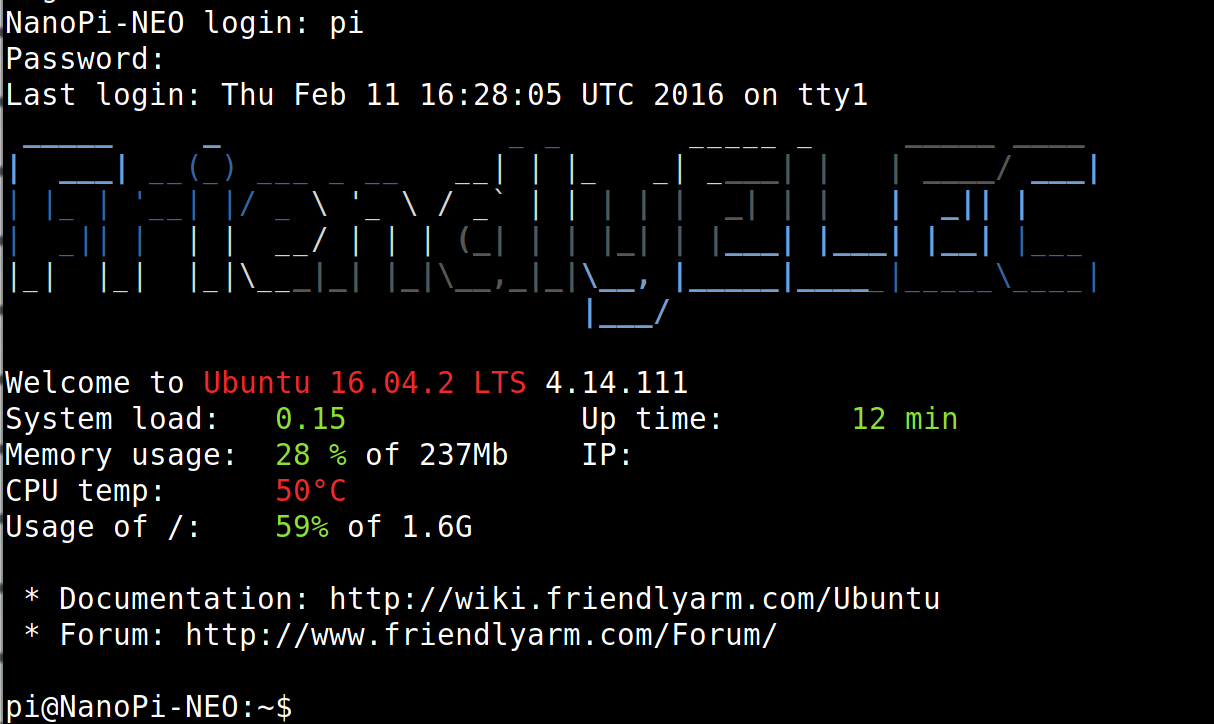 NanoPi-NEO login: pi
Password:
Last login: Thu Feb 11 16:28:05 UTC 2016 on tty1
FriendlyELEC
Welcome to Ubuntu 16.04.2 LTS 4.14.111
System load:   0.15             Up time:       12 min
Memory usage:  28 % of 237Mb    IP:
CPU temp:      50°C
Usage of /:    59% of 1.6G
* Documentation: http://wiki.friendlyarm.com/Ubuntu
* Forum: http://www.friendlyarm.com/Forum/
pi@NanoPi-NEO:~$